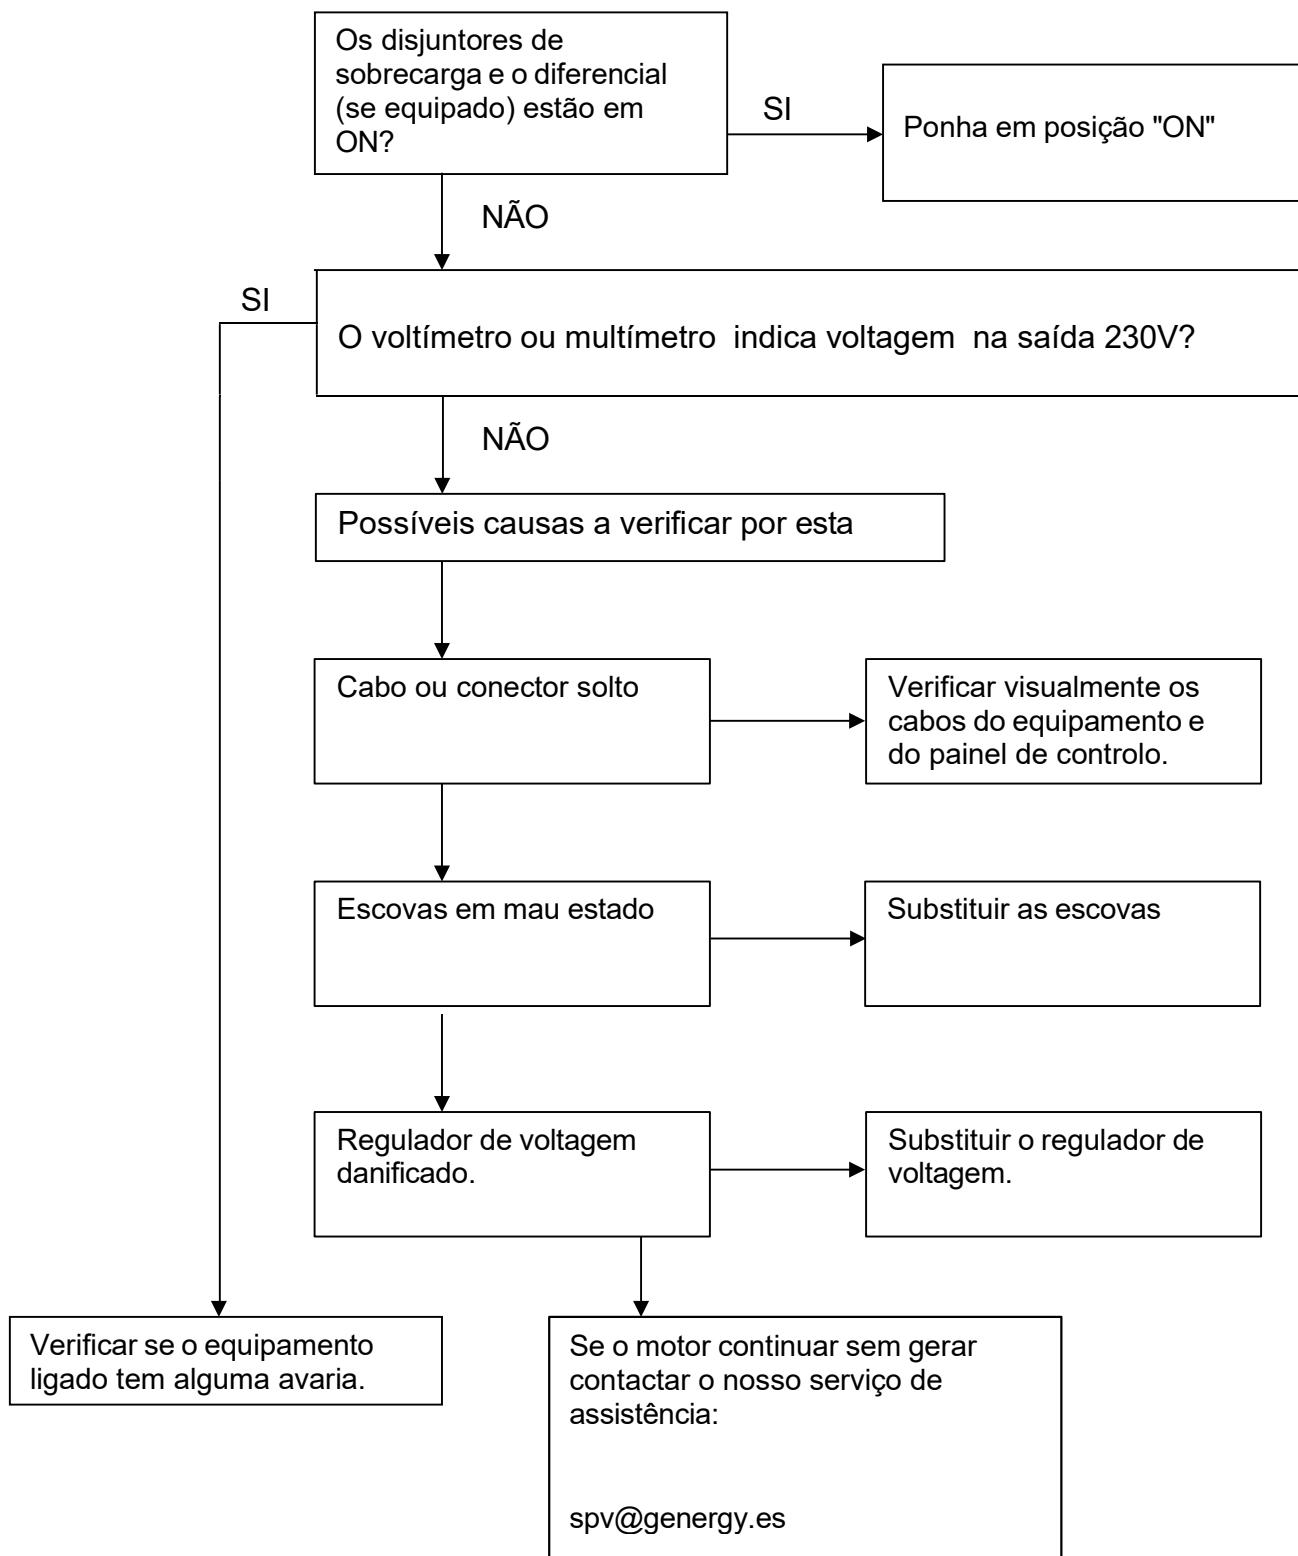 Os disjuntores de
sobrecarga e o diferencial
(se equipado) estão em
ON?
SI
Ponha em posição "ON"
NÃO
SI
O voltímetro ou multímetro  indica voltagem  na saída 230V?
NÃO
Possíveis causas a verificar por esta
Cabo ou conector solto
Verificar visualmente os
cabos do equipamento e
do painel de controlo.
Escovas em mau estado
Substituir as escovas
Regulador de voltagem
danificado.
Substituir o regulador de
voltagem.
Verificar se o equipamento
ligado tem alguma avaria.
Se o motor continuar sem gerar
contactar o nosso serviço de
assistência:
spv@genergy.es